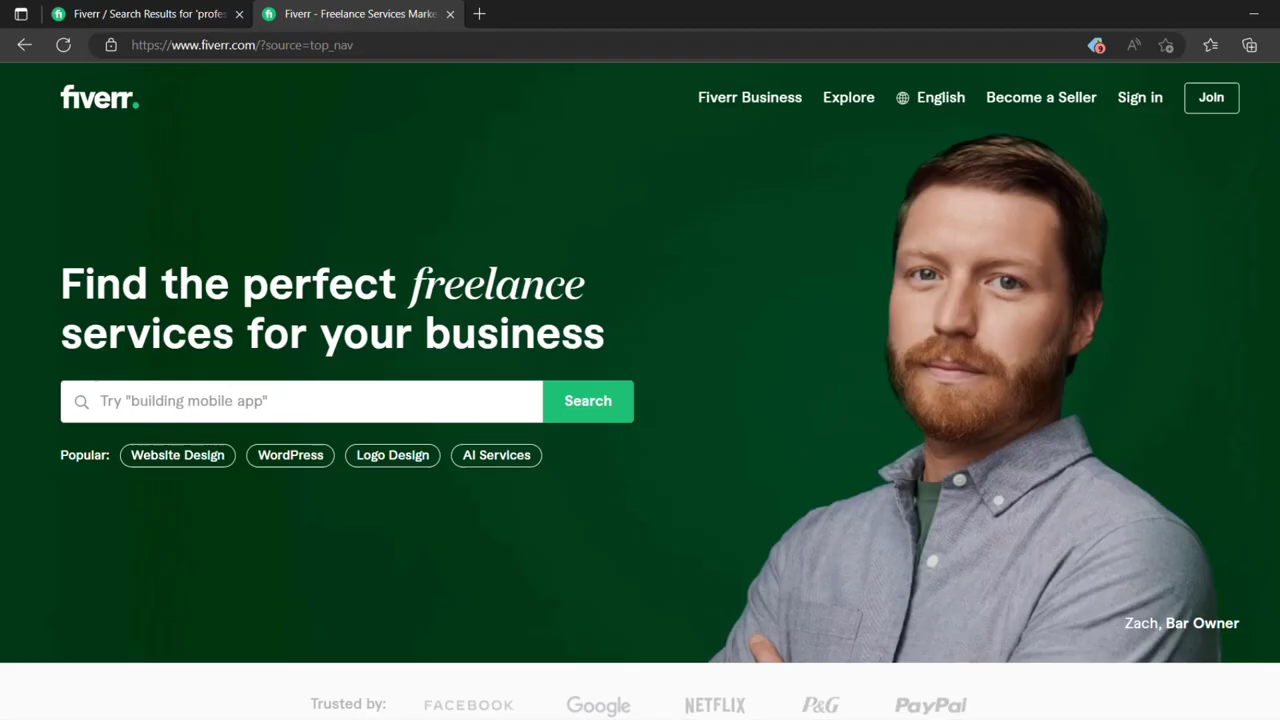 Fiverr / Search Results for 'profes
Fiverr - Freelance Services Marke
https://www.fiverr.com/?source=top_nav
fiverr.
Fiverr Business
Explore
English
Become a Seller
Sign in
Join
Find the perfect freelance
services for your business
Try "building mobile app"
Search
Popular:
Website Design
WordPress
Logo Design
AI Services
Zach, Bar Owner
Trusted by:
FACEBOOK
Google
NETFLIX
P&G
PayPal